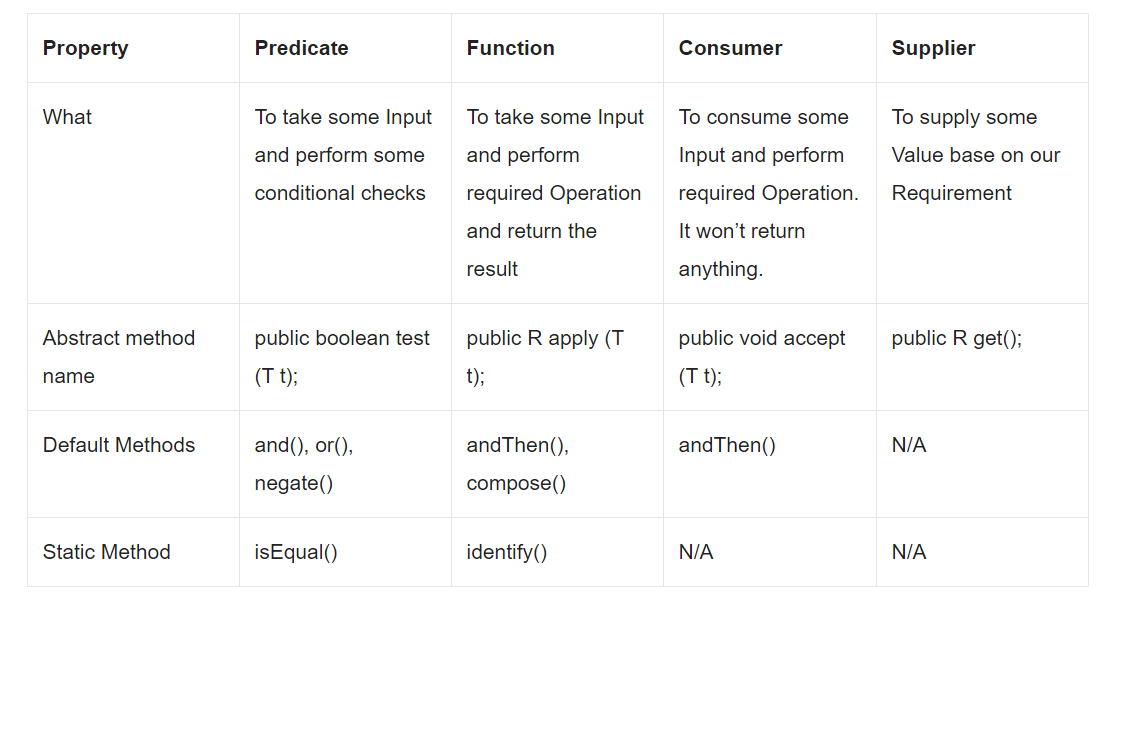 Property Predicate Function Consumer Supplier
What
To take some Input
and perform some
conditional checks
To take some Input
and perform
required Operation
and return the
result
To consume some
Input and perform
required Operation.
It won’t return
anything.
To supply some
Value base on our
Requirement
Abstract method
name
public boolean test
(T t);
public R apply (T
t);
public void accept
(T t);
public R get();
Default Methods
and(), or(),
negate()
andThen(),
compose()
andThen()
N/A
Static Method
isEqual()
identify()
N/A
N/A